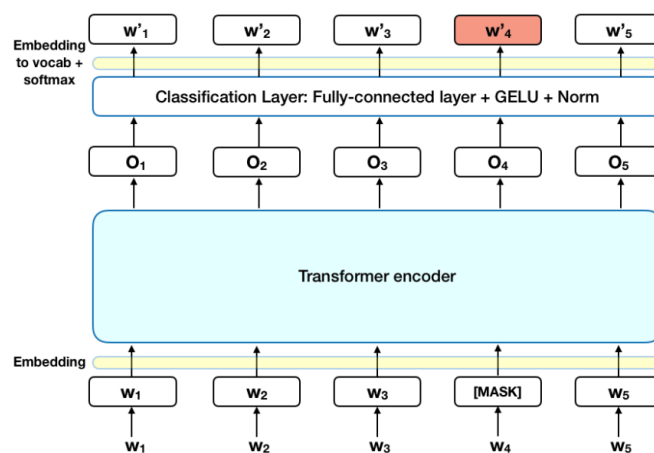 w'1 w'2 w'3 w'4 w'5
Embedding
to vocab +
softmax
Classification Layer: Fully-connected layer + GELU + Norm
O1 O2 O3 O4 O5
Transformer encoder
Embedding
W1 W2 W3 [MASK] W5
W1 W2 W3 W4 W5